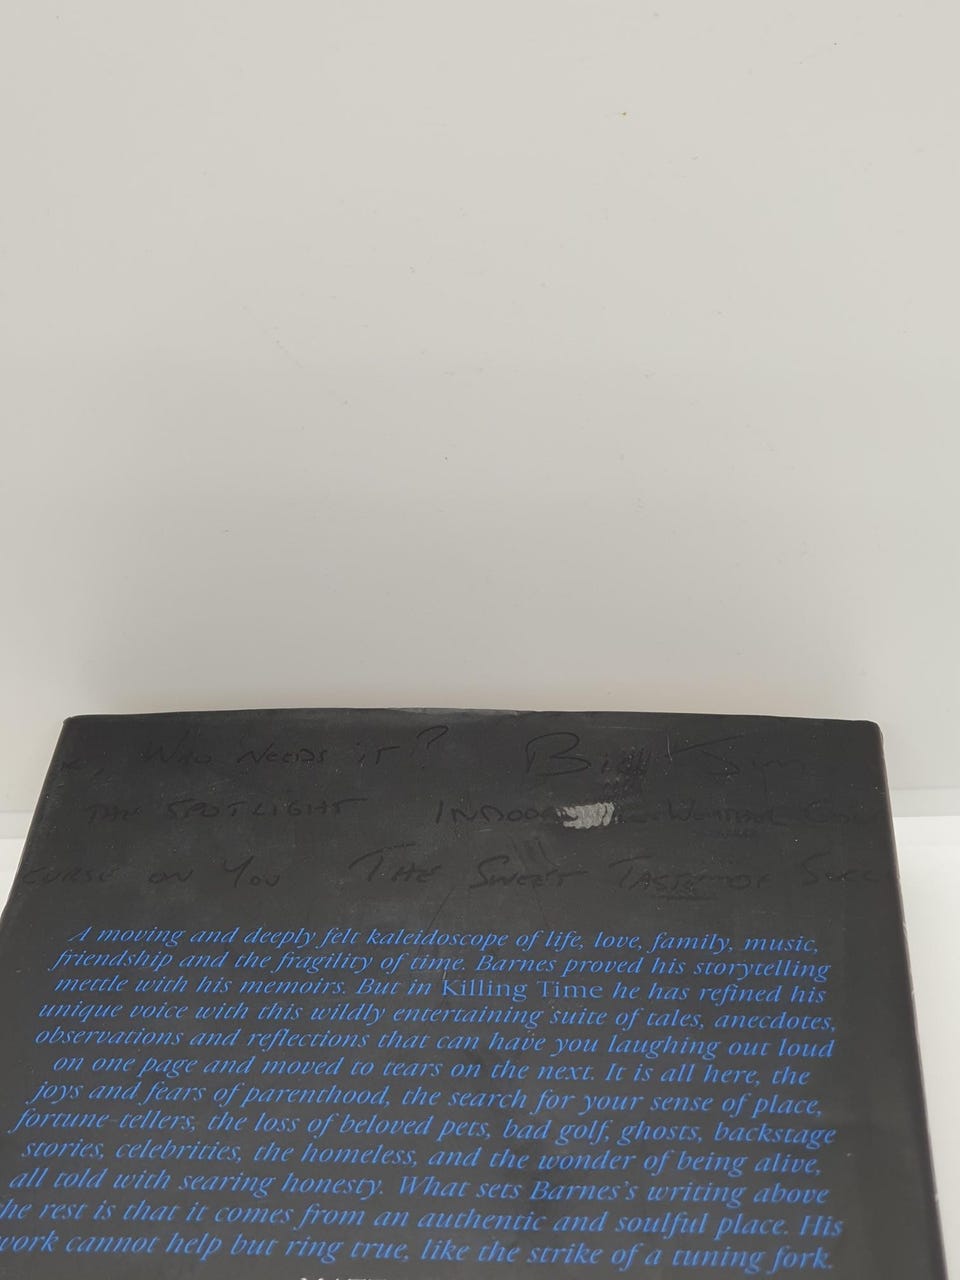 , WHO NEEDS IT? Bill
THE SPOTLIGHT
CURSE ON YOU THE SWEET TASTE OF
A moving and deeply felt kaleidoscope of life, love, family, music,
friendship and the fragility of time. Barnes proved his storytelling
mettle with his memoirs. But in Killing Time he has refined his
unique voice with this wildly entertaining suite of tales, anecdotes,
observations and reflections that can have you laughing out loud
on one page and moved to tears on the next. It is all here, the
joys and fears of parenthood, the search for your sense of place,
fortune-tellers, the loss of beloved pets, bad golf, ghosts, backstage
stories, celebrities, the homeless, and the wonder of being alive,
all told with searing honesty. What sets Barnes's writing above
the rest is that it comes from an authentic and soulful place. His
work cannot help but ring true, like the strike of a tuning fork.